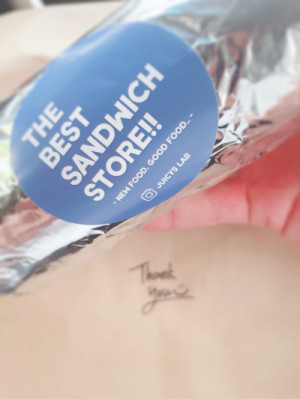 THE
BEST
SANDWICH
STORE!!
- NEW FOOD. GOOD FOOD.. -
JUICYS LAB
Thank
you